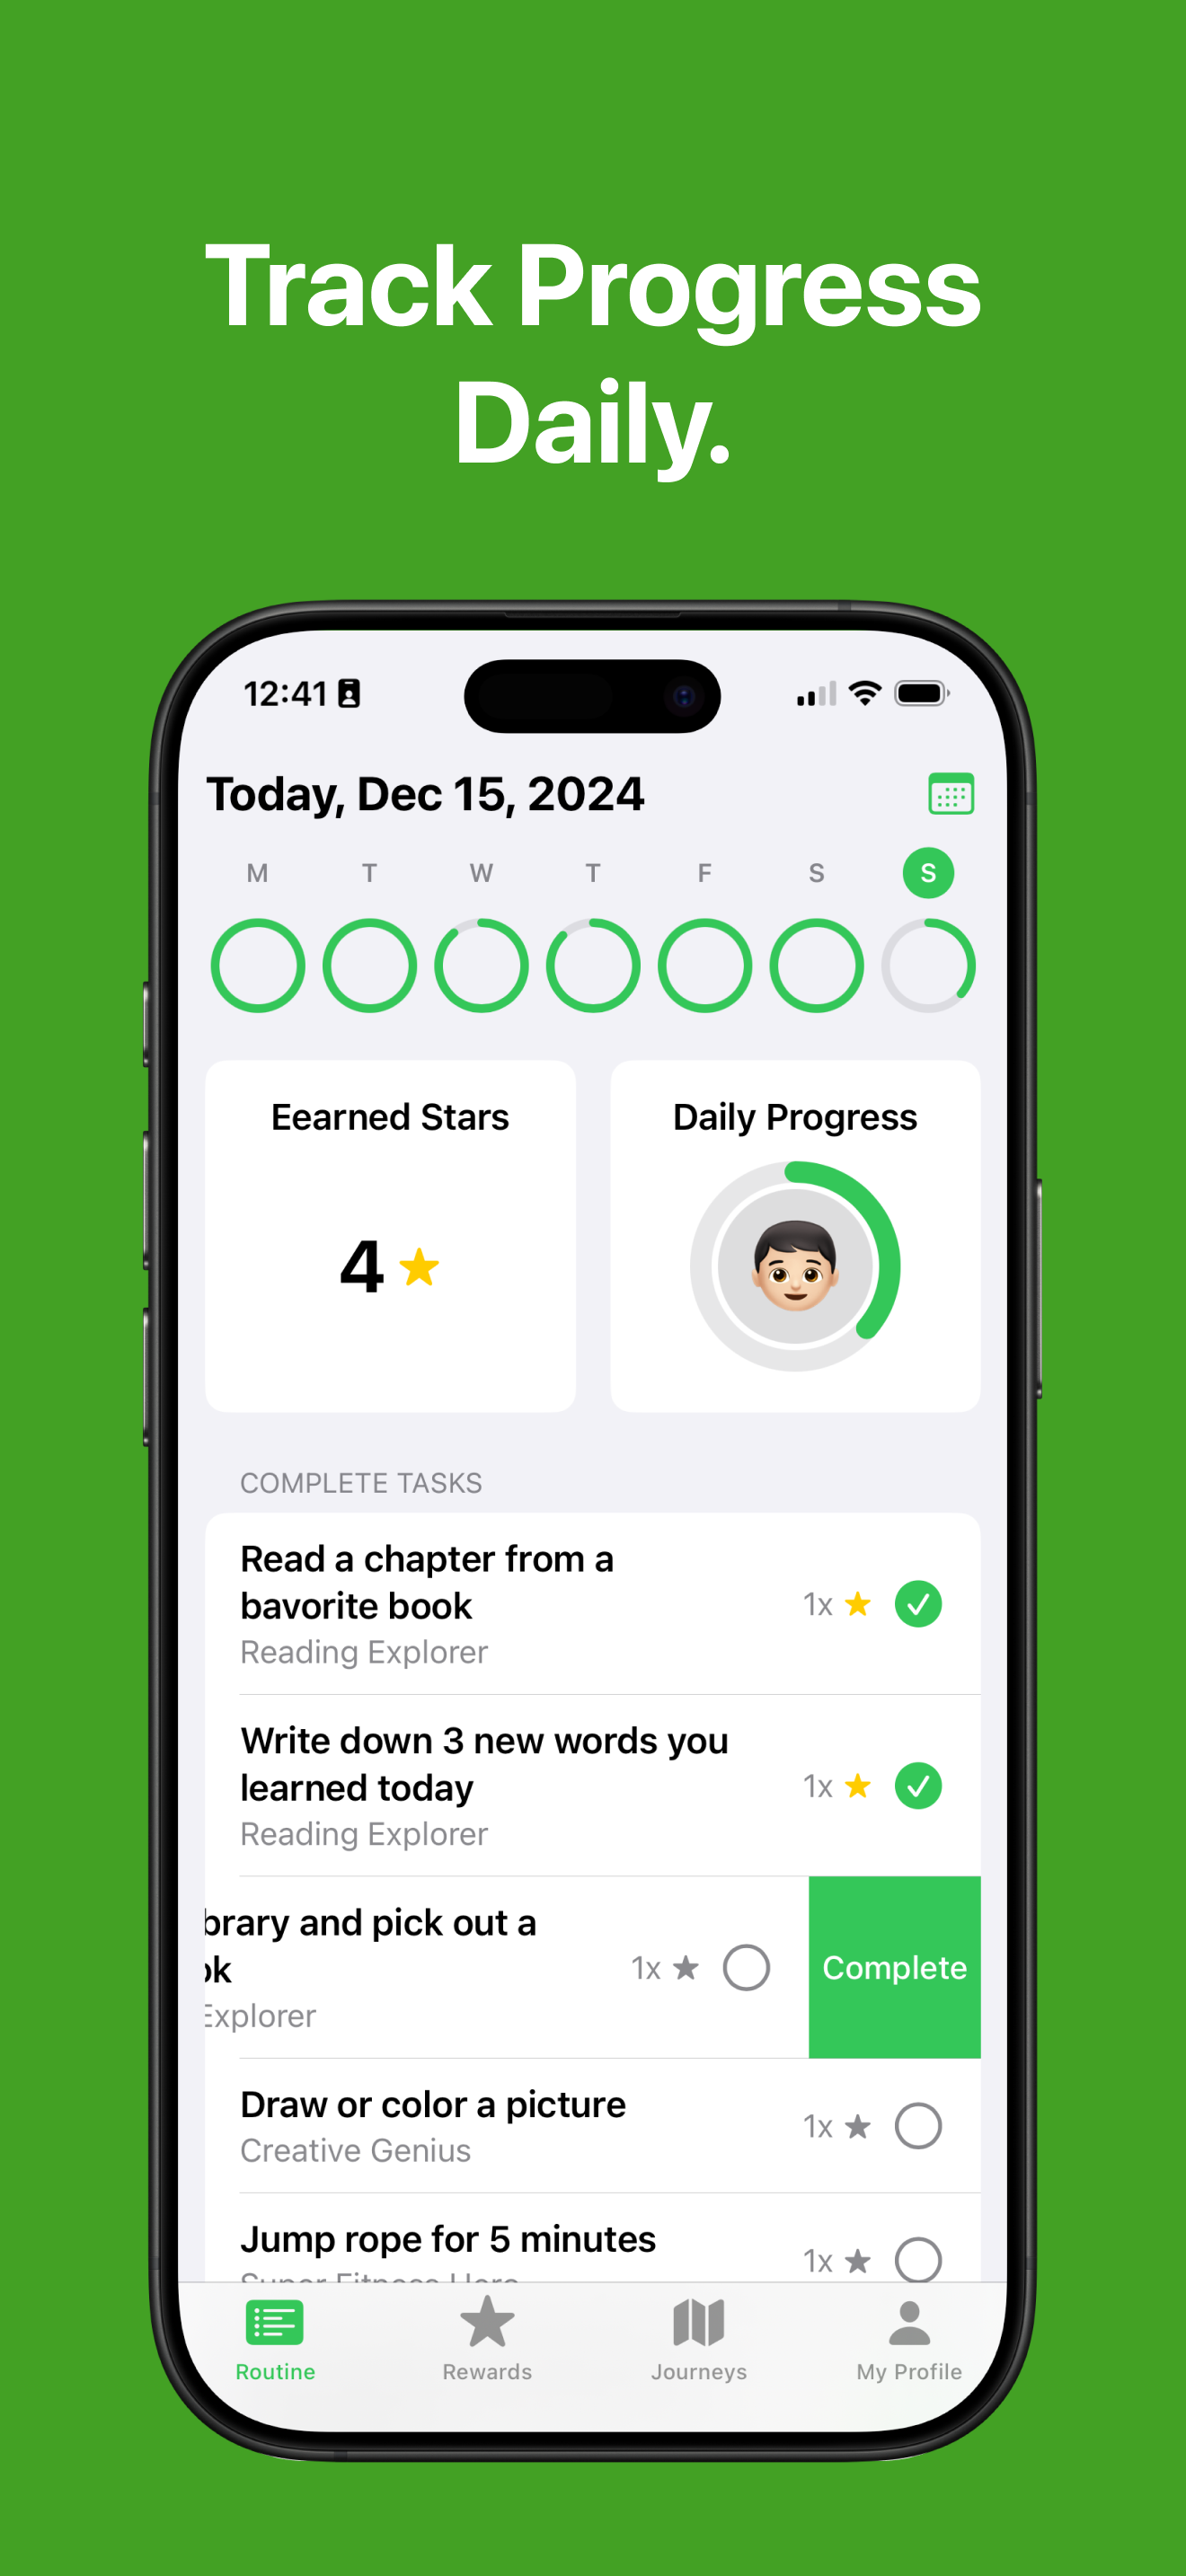 Track Progress
Daily.
12:41
Today, Dec 15, 2024
M T W T F S S
Eearned Stars
Daily Progress
4
COMPLETE TASKS
Read a chapter from a
bavorite book
1x
Reading Explorer
Write down 3 new words you
learned today
1x
Reading Explorer
brary and pick out a
ok
1x
Complete
Explorer
Draw or color a picture
1x
Creative Genius
Jump rope for 5 minutes
1x
Super Fitness Hero
Routine
Rewards
Journeys
My Profile